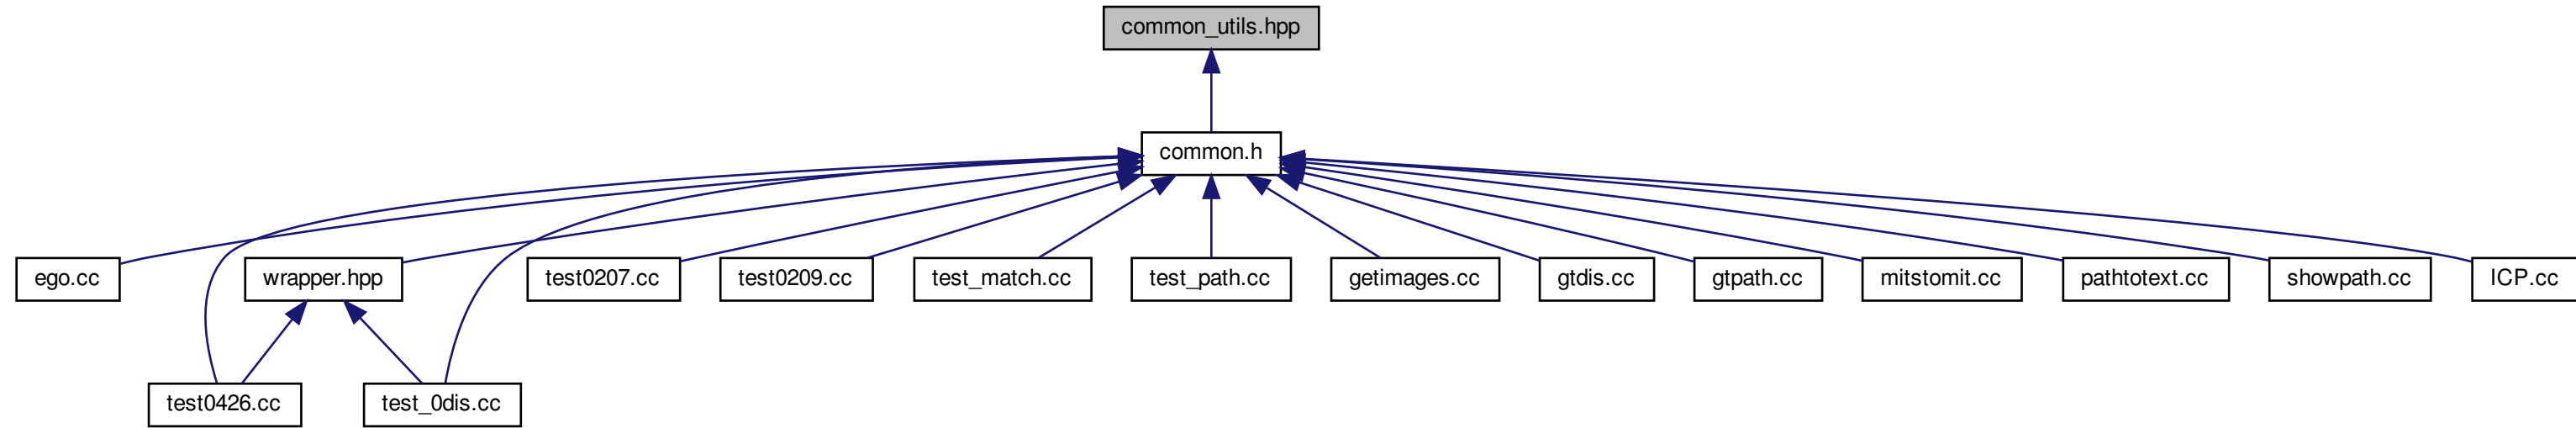 common_utils.hpp
common.h
ego.cc
wrapper.hpp
test0207.cc
test0209.cc
test_match.cc
test_path.cc
getimages.cc
gtdis.cc
gtpath.cc
mitstomit.cc
pathtotext.cc
showpath.cc
ICP.cc
test0426.cc
test_0dis.cc